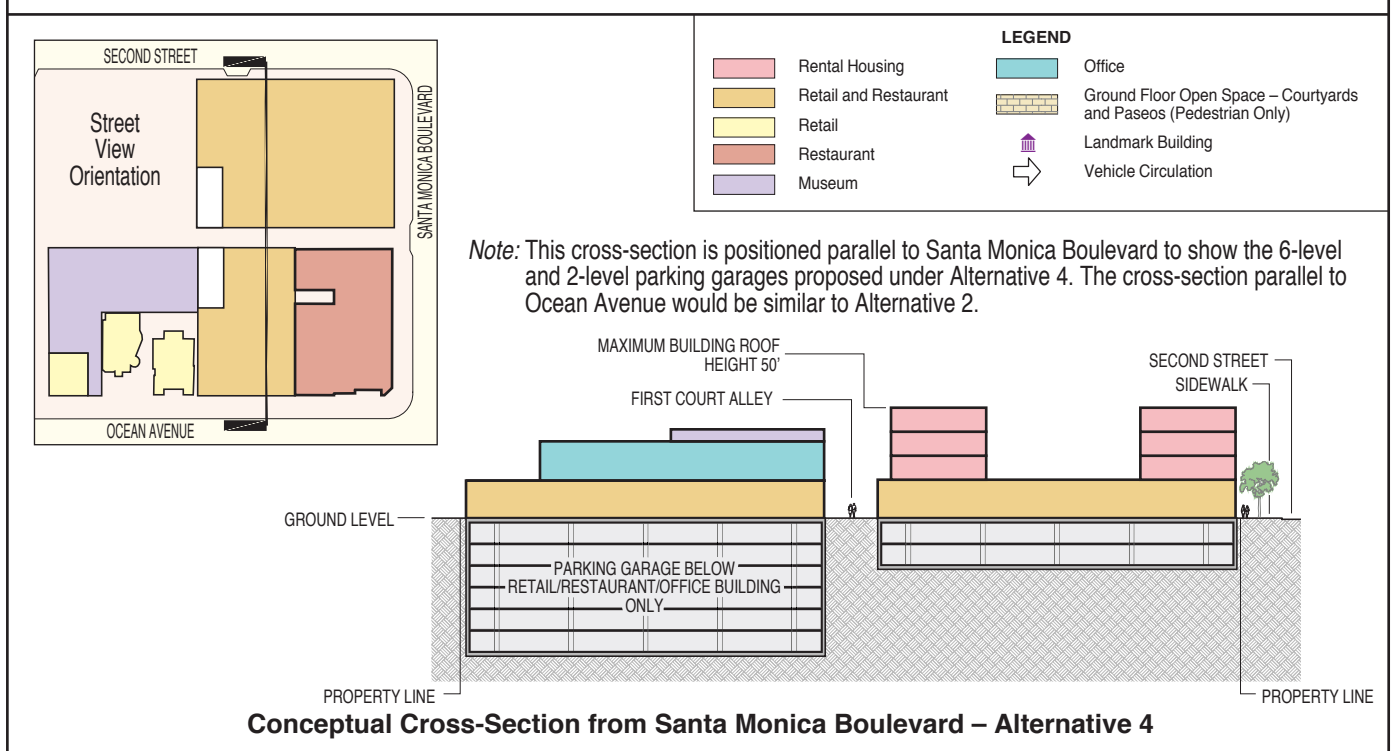 SECOND STREET
Street
View
Orientation
SANTA MONICA BOULEVARD
OCEAN AVENUE
LEGEND
Rental Housing
Retail and Restaurant
Retail
Restaurant
Museum
Office
Ground Floor Open Space – Courtyards
and Paseos (Pedestrian Only)
Landmark Building
Vehicle Circulation
Note: This cross-section is positioned parallel to Santa Monica Boulevard to show the 6-level
and 2-level parking garages proposed under Alternative 4. The cross-section parallel to
Ocean Avenue would be similar to Alternative 2.
MAXIMUM BUILDING ROOF
HEIGHT 50'
FIRST COURT ALLEY
SECOND STREET
SIDEWALK
GROUND LEVEL
PARKING GARAGE BELOW
RETAIL/RESTAURANT/OFFICE BUILDING
ONLY
PROPERTY LINE
PROPERTY LINE
Conceptual Cross-Section from Santa Monica Boulevard – Alternative 4